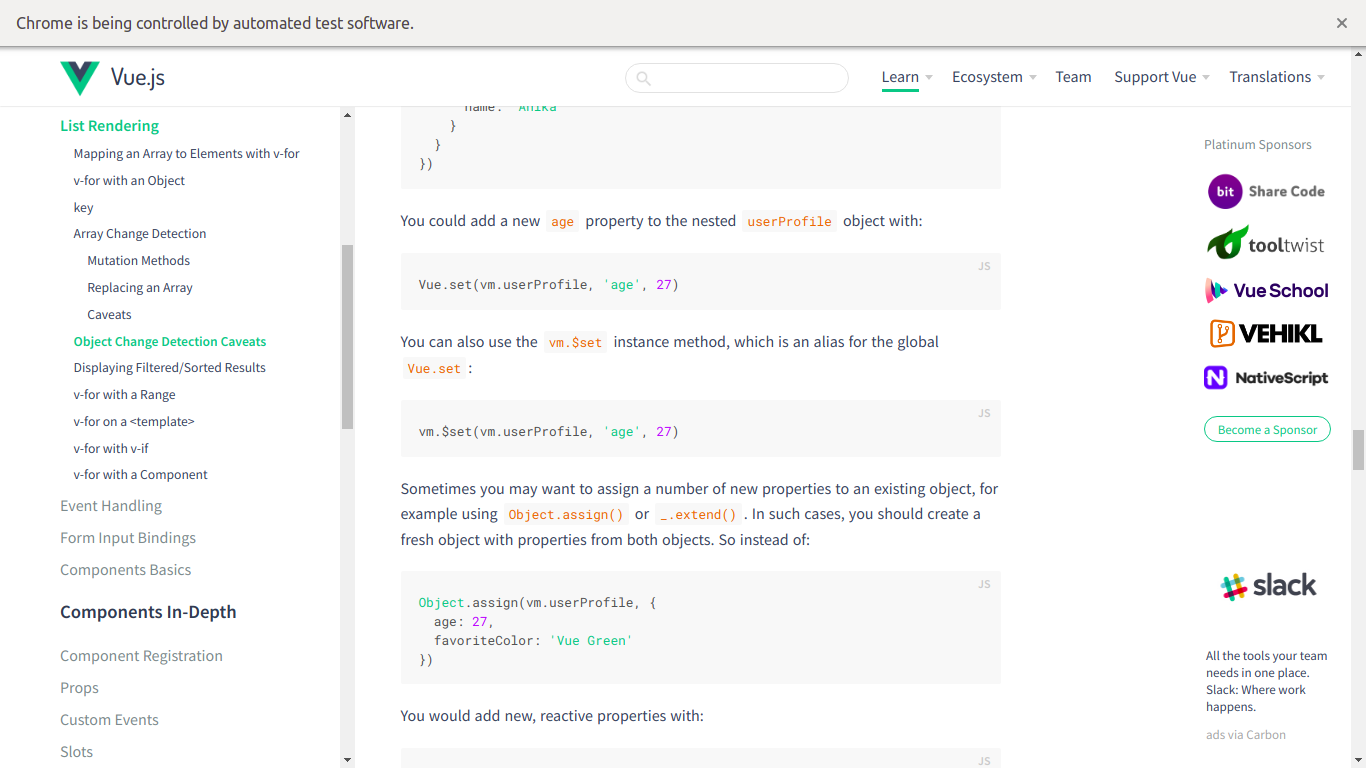 Chrome is being controlled by automated test software.
Vue.js
Learn
Ecosystem
Team
Support Vue
Translations
List Rendering
Mapping an Array to Elements with v-for
v-for with an Object
key
Array Change Detection
Mutation Methods
Replacing an Array
Caveats
Object Change Detection Caveats
Displaying Filtered/Sorted Results
v-for with a Range
v-for on a <template>
v-for with v-if
v-for with a Component
Event Handling
Form Input Bindings
Components Basics
Components In-Depth
Component Registration
Props
Custom Events
Slots
name: 'Anika'
}
}
})
You could add a new age property to the nested userProfile object with:
JS
Vue.set(vm.userProfile, 'age', 27)
You can also use the vm.$set instance method, which is an alias for the global
Vue.set :
JS
vm.$set(vm.userProfile, 'age', 27)
Sometimes you may want to assign a number of new properties to an existing object, for
example using Object.assign() or _.extend() . In such cases, you should create a
fresh object with properties from both objects. So instead of:
JS
Object.assign(vm.userProfile, {
age: 27,
favoriteColor: 'Vue Green'
})
You would add new, reactive properties with:
JS
Platinum Sponsors
bit Share Code
tooltwist
Vue School
VEHIKL
N NativeScript
Become a Sponsor
slack
All the tools your team
needs in one place.
Slack: Where work
happens.
ads via Carbon